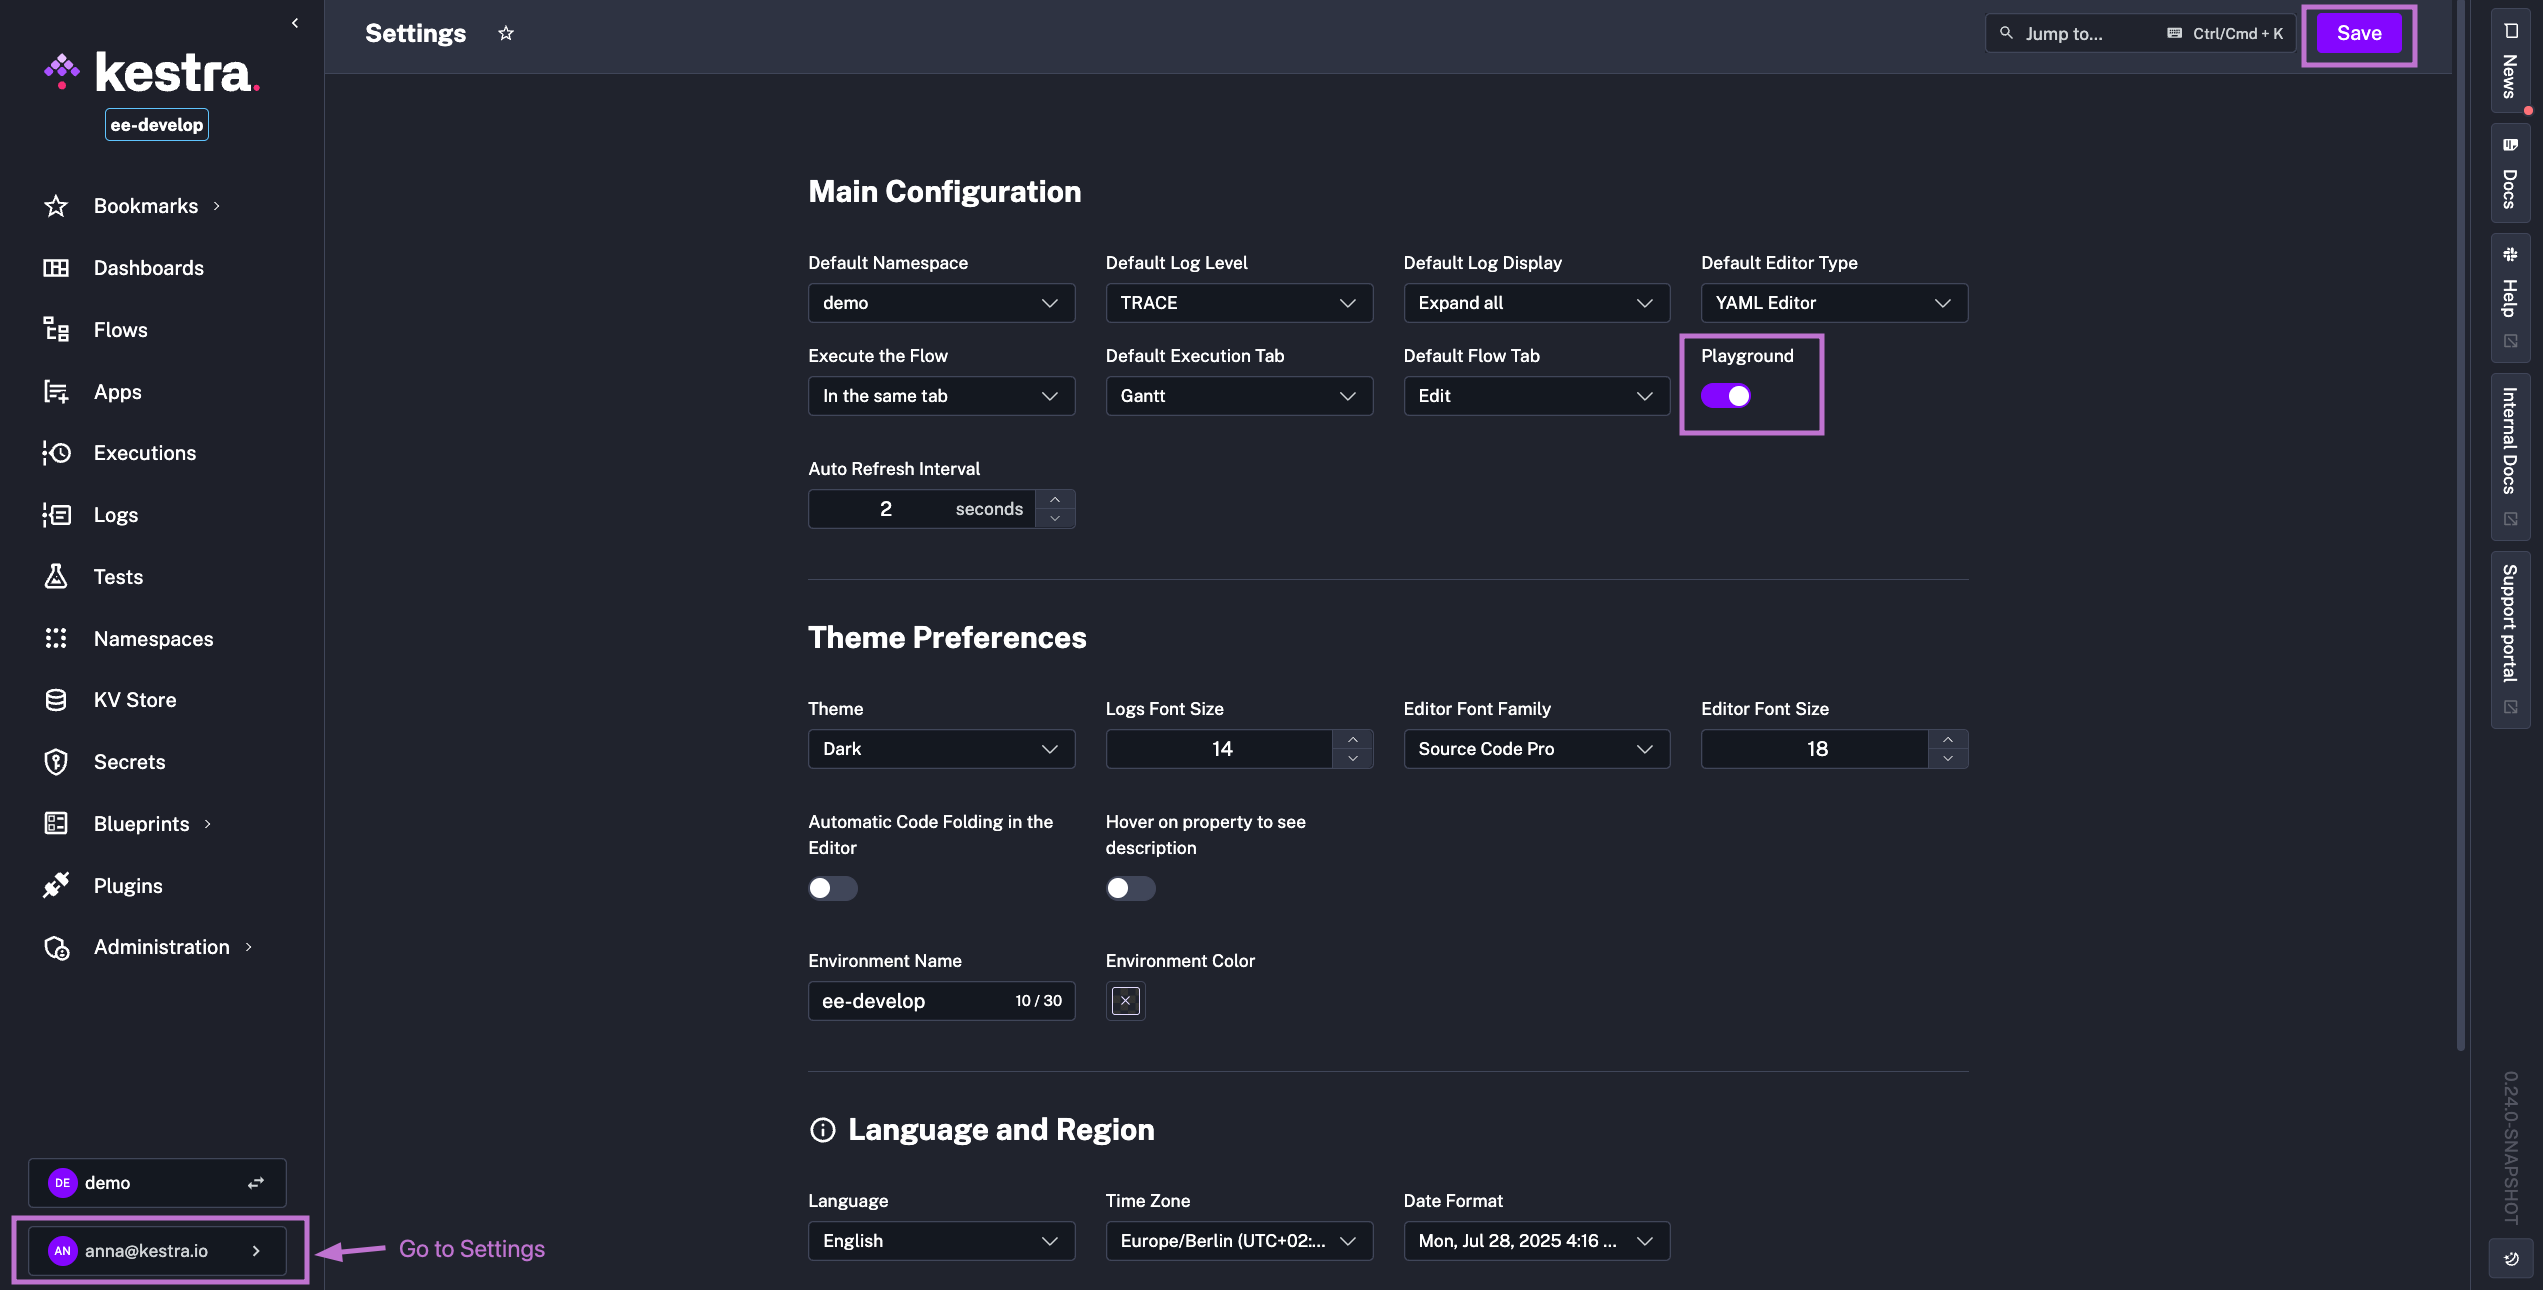 kestra.
ee-develop
Bookmarks
Dashboards
Flows
Apps
Executions
Logs
Tests
Namespaces
KV Store
Secrets
Blueprints
Plugins
Administration
DE demo
AN anna@kestra.io
Go to Settings
Settings
Jump to... Ctrl/Cmd + K
Save
Main Configuration
Default Namespace
demo
Default Log Level
TRACE
Default Log Display
Expand all
Default Editor Type
YAML Editor
Execute the Flow
In the same tab
Default Execution Tab
Gantt
Default Flow Tab
Edit
Playground
Auto Refresh Interval
2 seconds
Theme Preferences
Theme
Dark
Logs Font Size
14
Editor Font Family
Source Code Pro
Editor Font Size
18
Automatic Code Folding in the
Editor
Hover on property to see
description
Environment Name
ee-develop 10 / 30
Environment Color
Language and Region
Language
English
Time Zone
Europe/Berlin (UTC+02:...
Date Format
Mon, Jul 28, 2025 4:16 ...
News
Docs
Help
Internal Docs
Support portal
0.24.0-SNAPSHOT